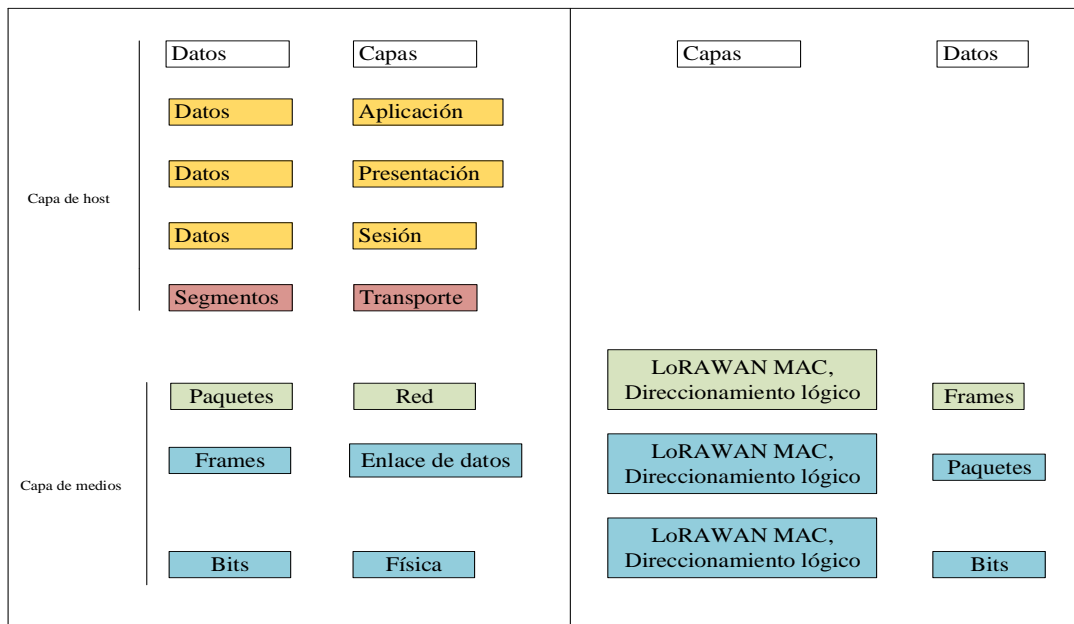 Datos
Capas
Capas
Datos
Datos
Aplicación
Datos
Presentación
Capa de host
Datos
Sesión
Segmentos
Transporte
LoRAWAN MAC,
Direccionamiento lógico
Paquetes
Red
Frames
Frames
Enlace de datos
LoRAWAN MAC,
Direccionamiento lógico
Paquetes
Capa de medios
LoRAWAN MAC,
Direccionamiento lógico
Bits
Física
Bits